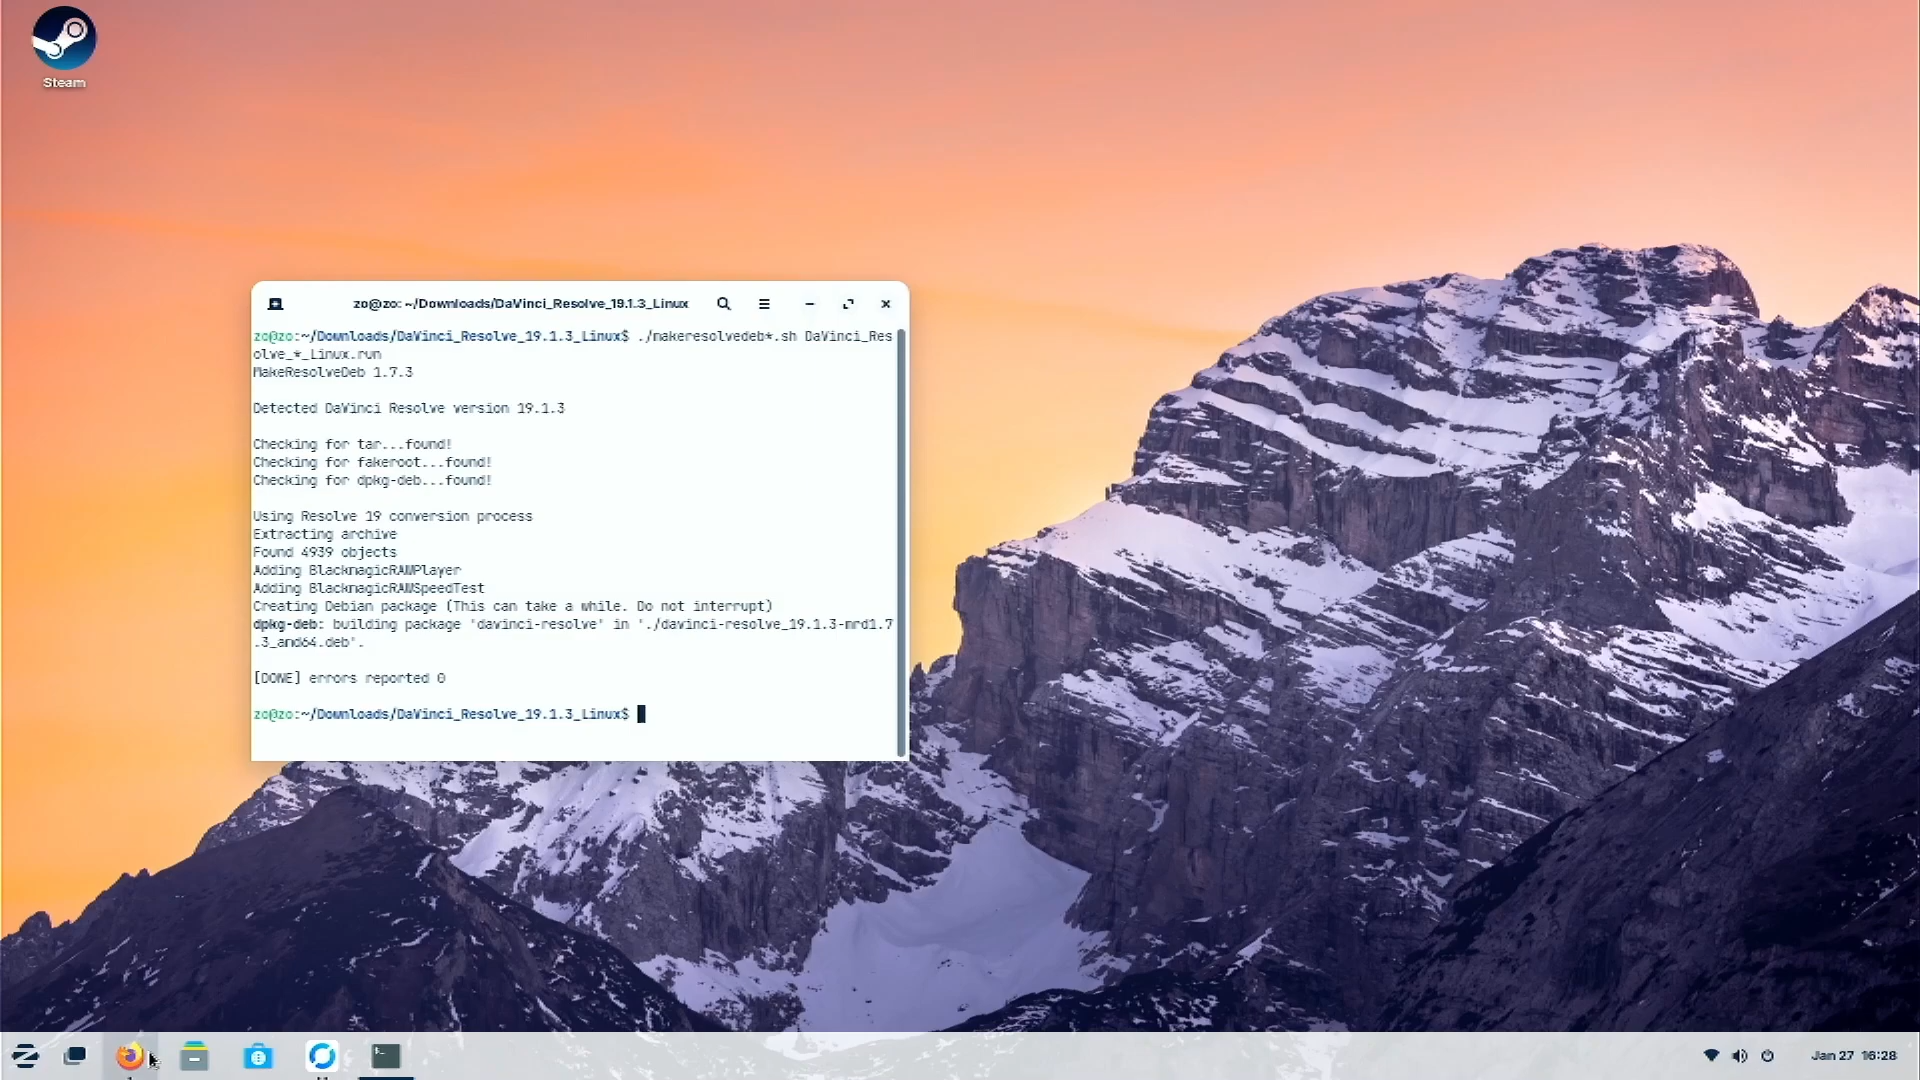 Steam
zo@zo: ~/Downloads/DaVinci_Resolve_19.1.3_Linux
zo@zo:~/Downloads/DaVinci_Resolve_19.1.3_Linux$ ./makeresolvedeb*.sh DaVinci_Res
olve_*_Linux.run
MakeResolveDeb 1.7.3
Detected DaVinci Resolve version 19.1.3
Checking for tar...found!
Checking for fakeroot...found!
Checking for dpkg-deb...found!
Using Resolve 19 conversion process
Extracting archive
Found 4939 objects
Adding BlackmagicRAWPlayer
Adding BlackmagicRAWSpeedTest
Creating Debian package (This can take a while. Do not interrupt)
dpkg-deb: building package 'davinci-resolve' in './davinci-resolve_19.1.3-mrd1.7
.3_amd64.deb'.
[DONE] errors reported 0
zo@zo:~/Downloads/DaVinci_Resolve_19.1.3_Linux$
Jan 27 16:28